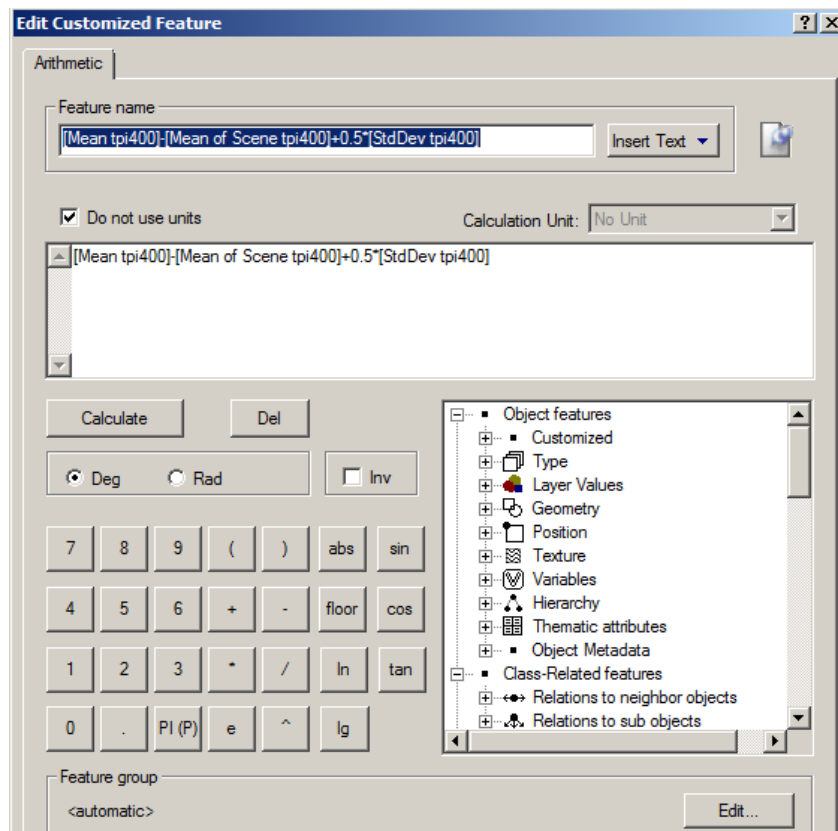 Edit Customized Feature
Arithmetic
Feature name
[Mean tpi400]-[Mean of Scene tpi400]+0.5*[StdDev tpi400]
Insert Text
Do not use units
Calculation Unit: No Unit
[Mean tpi400]-[Mean of Scene tpi400]+0.5*[StdDev tpi400]
Calculate Del
Deg Rad Inv
7 8 9 ( ) abs sin
4 5 6 + - floor cos
1 2 3 * / ln tan
0 . PI (P) e ^ lg
Object features
Customized
Type
Layer Values
Geometry
Position
Texture
Variables
Hierarchy
Thematic attributes
Object Metadata
Class-Related features
Relations to neighbor objects
Relations to sub objects
Feature group
<automatic>
Edit...